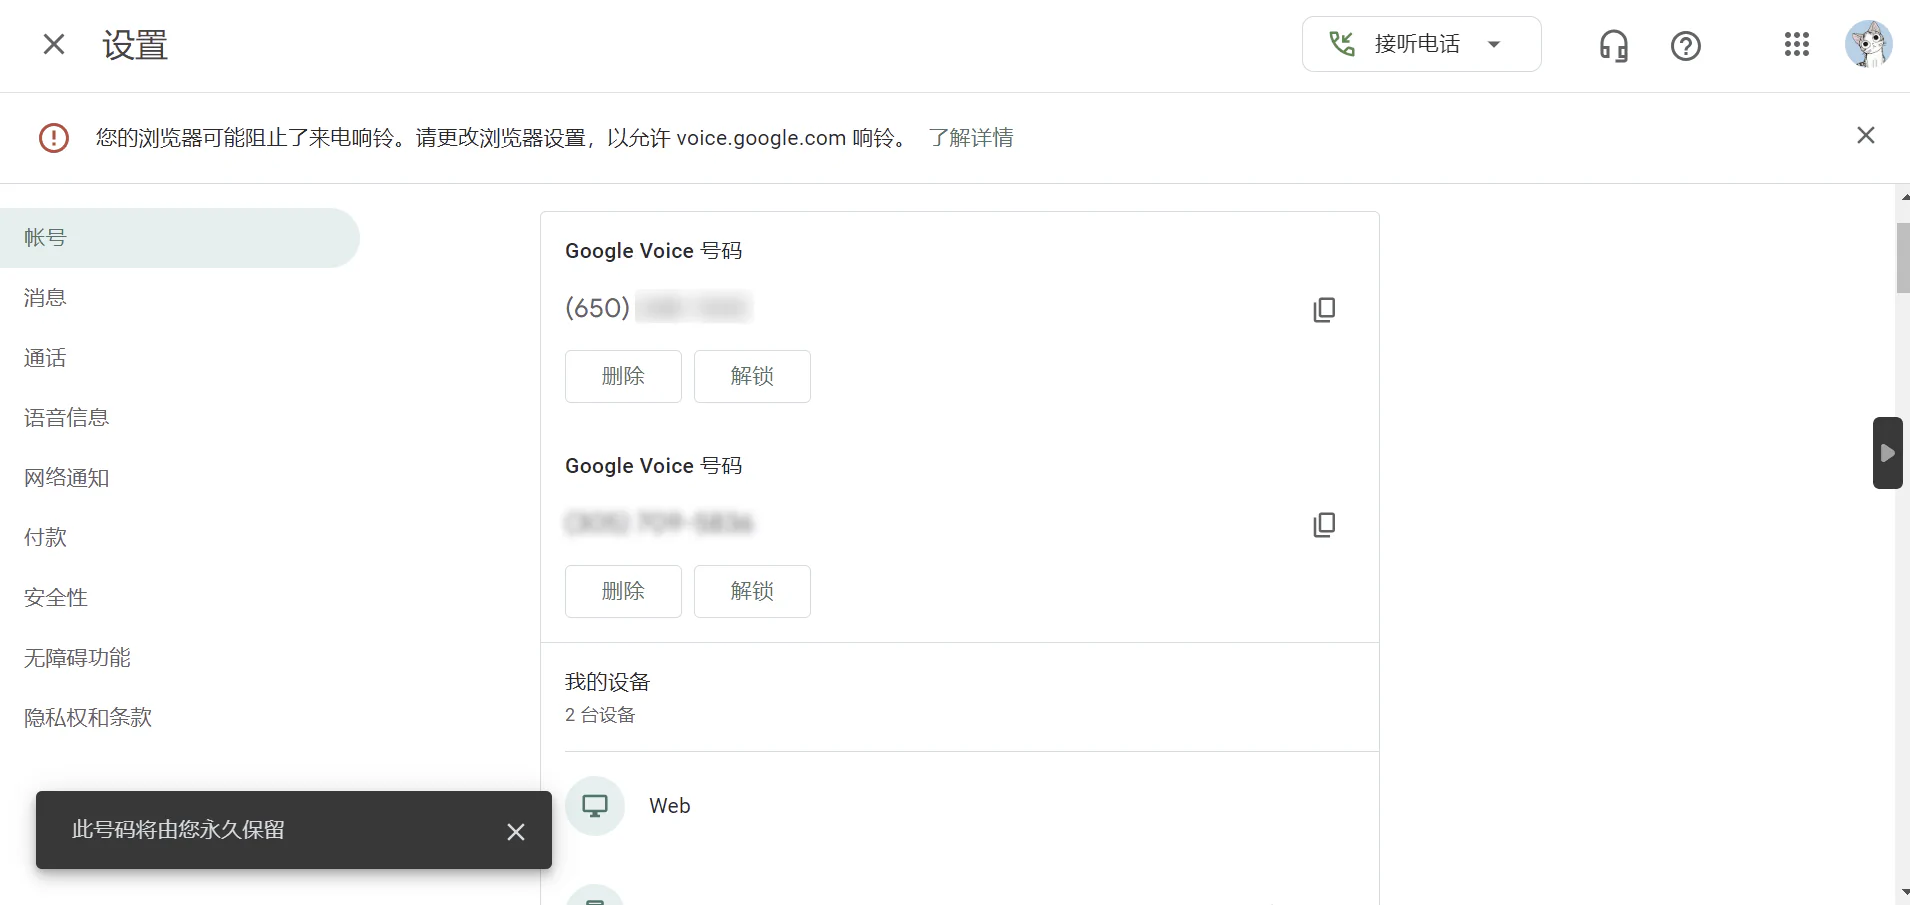 设置
接听电话
您的浏览器可能阻止了来电响铃。请更改浏览器设置，以允许 voice.google.com 响铃。 了解详情
帐号
消息
通话
语音信息
网络通知
付款
安全性
无障碍功能
隐私权和条款
Google Voice 号码
(650)
删除
解锁
Google Voice 号码
删除
解锁
我的设备
2 台设备
Web
此号码将由您永久保留